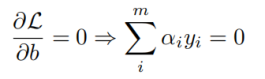 ∂ℒ/∂b = 0 ⇒ ∑_i^m α_i y_i = 0